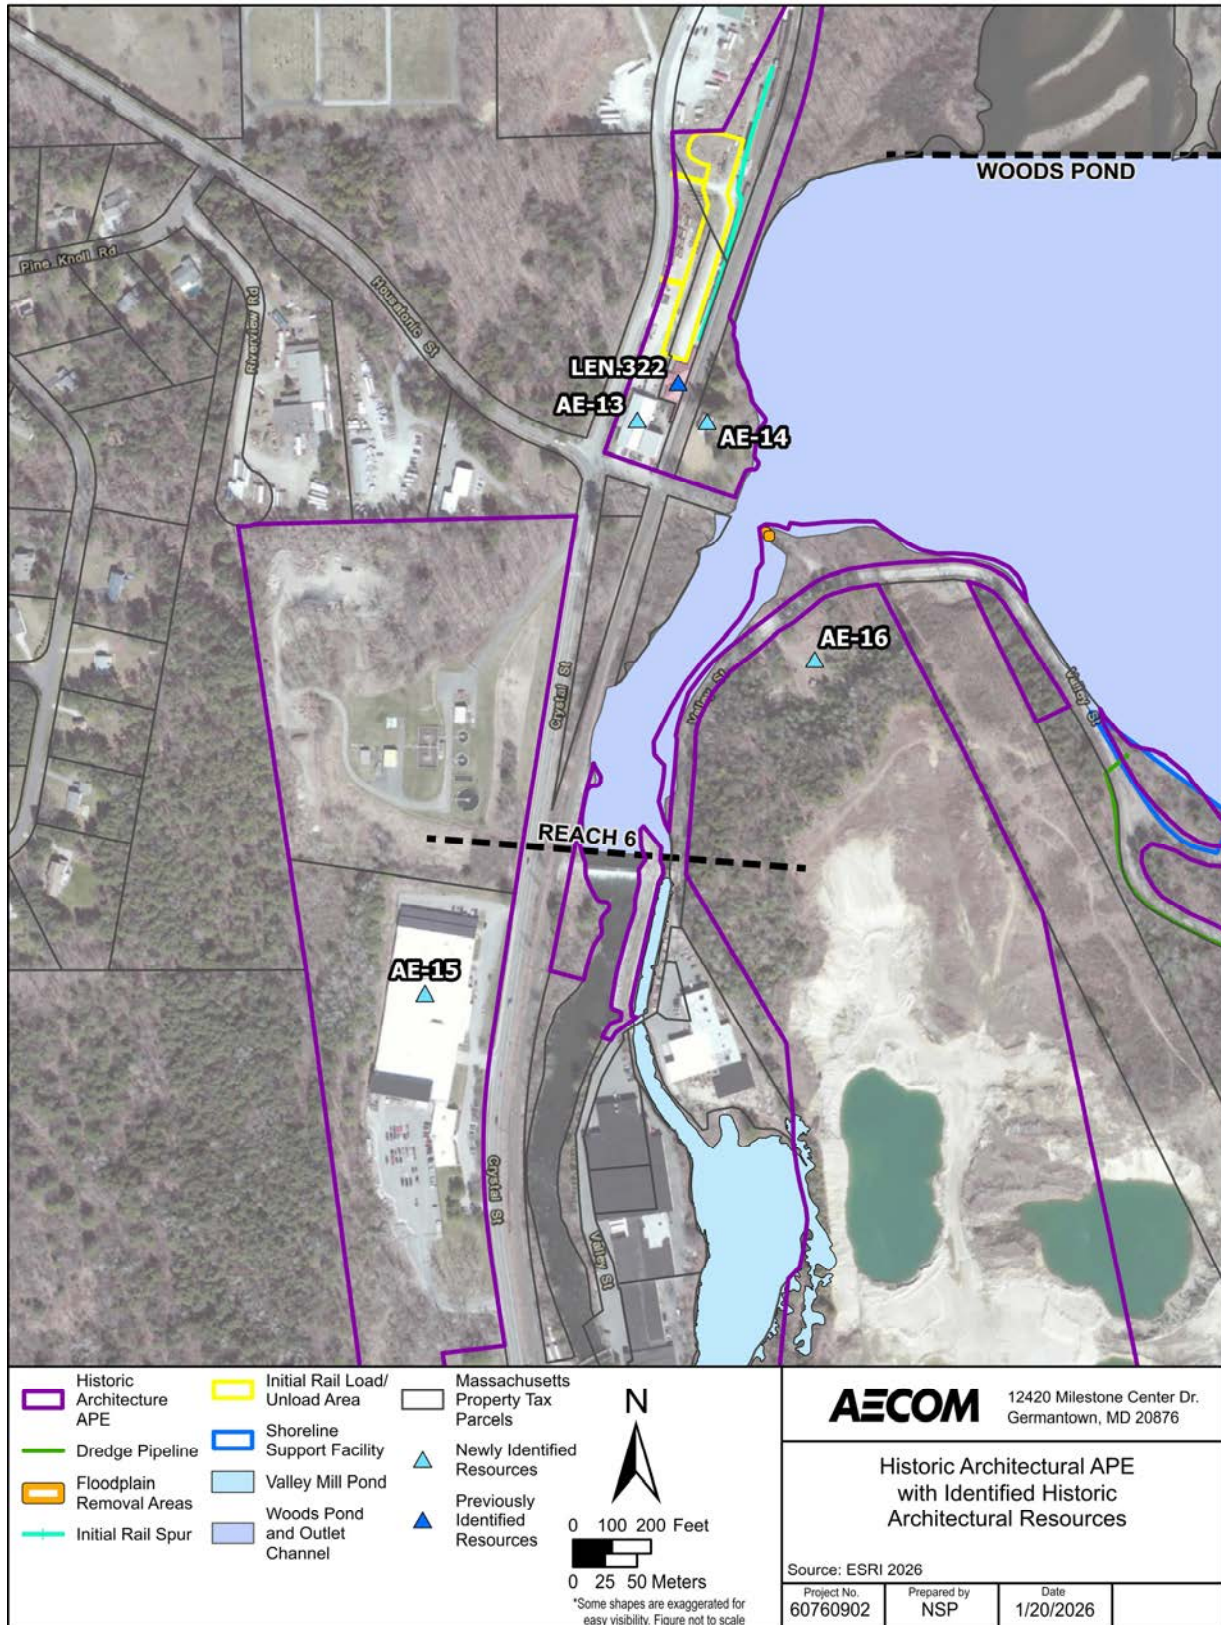 WOODS POND
Pine Knoll Rd
Riverview Rd
Housatonic St
LEN.322
AE-13
AE-14
AE-16
Valley St
Valley St
Crystal St
REACH 6
AE-15
Crystal St
Valley St
Historic
Architecture
APE
Dredge Pipeline
Floodplain
Removal Areas
Initial Rail Spur
Initial Rail Load/
Unload Area
Shoreline
Support Facility
Valley Mill Pond
Woods Pond
and Outlet
Channel
Massachusetts
Property Tax
Parcels
Newly Identified
Resources
Previously
Identified
Resources
N
0 100 200 Feet
0 25 50 Meters
*Some shapes are exaggerated for
easy visibility. Figure not to scale
AECOM
12420 Milestone Center Dr.
Germantown, MD 20876
Historic Architectural APE
with Identified Historic
Architectural Resources
Source: ESRI 2026
Project No.
60760902
Prepared by
NSP
Date
1/20/2026